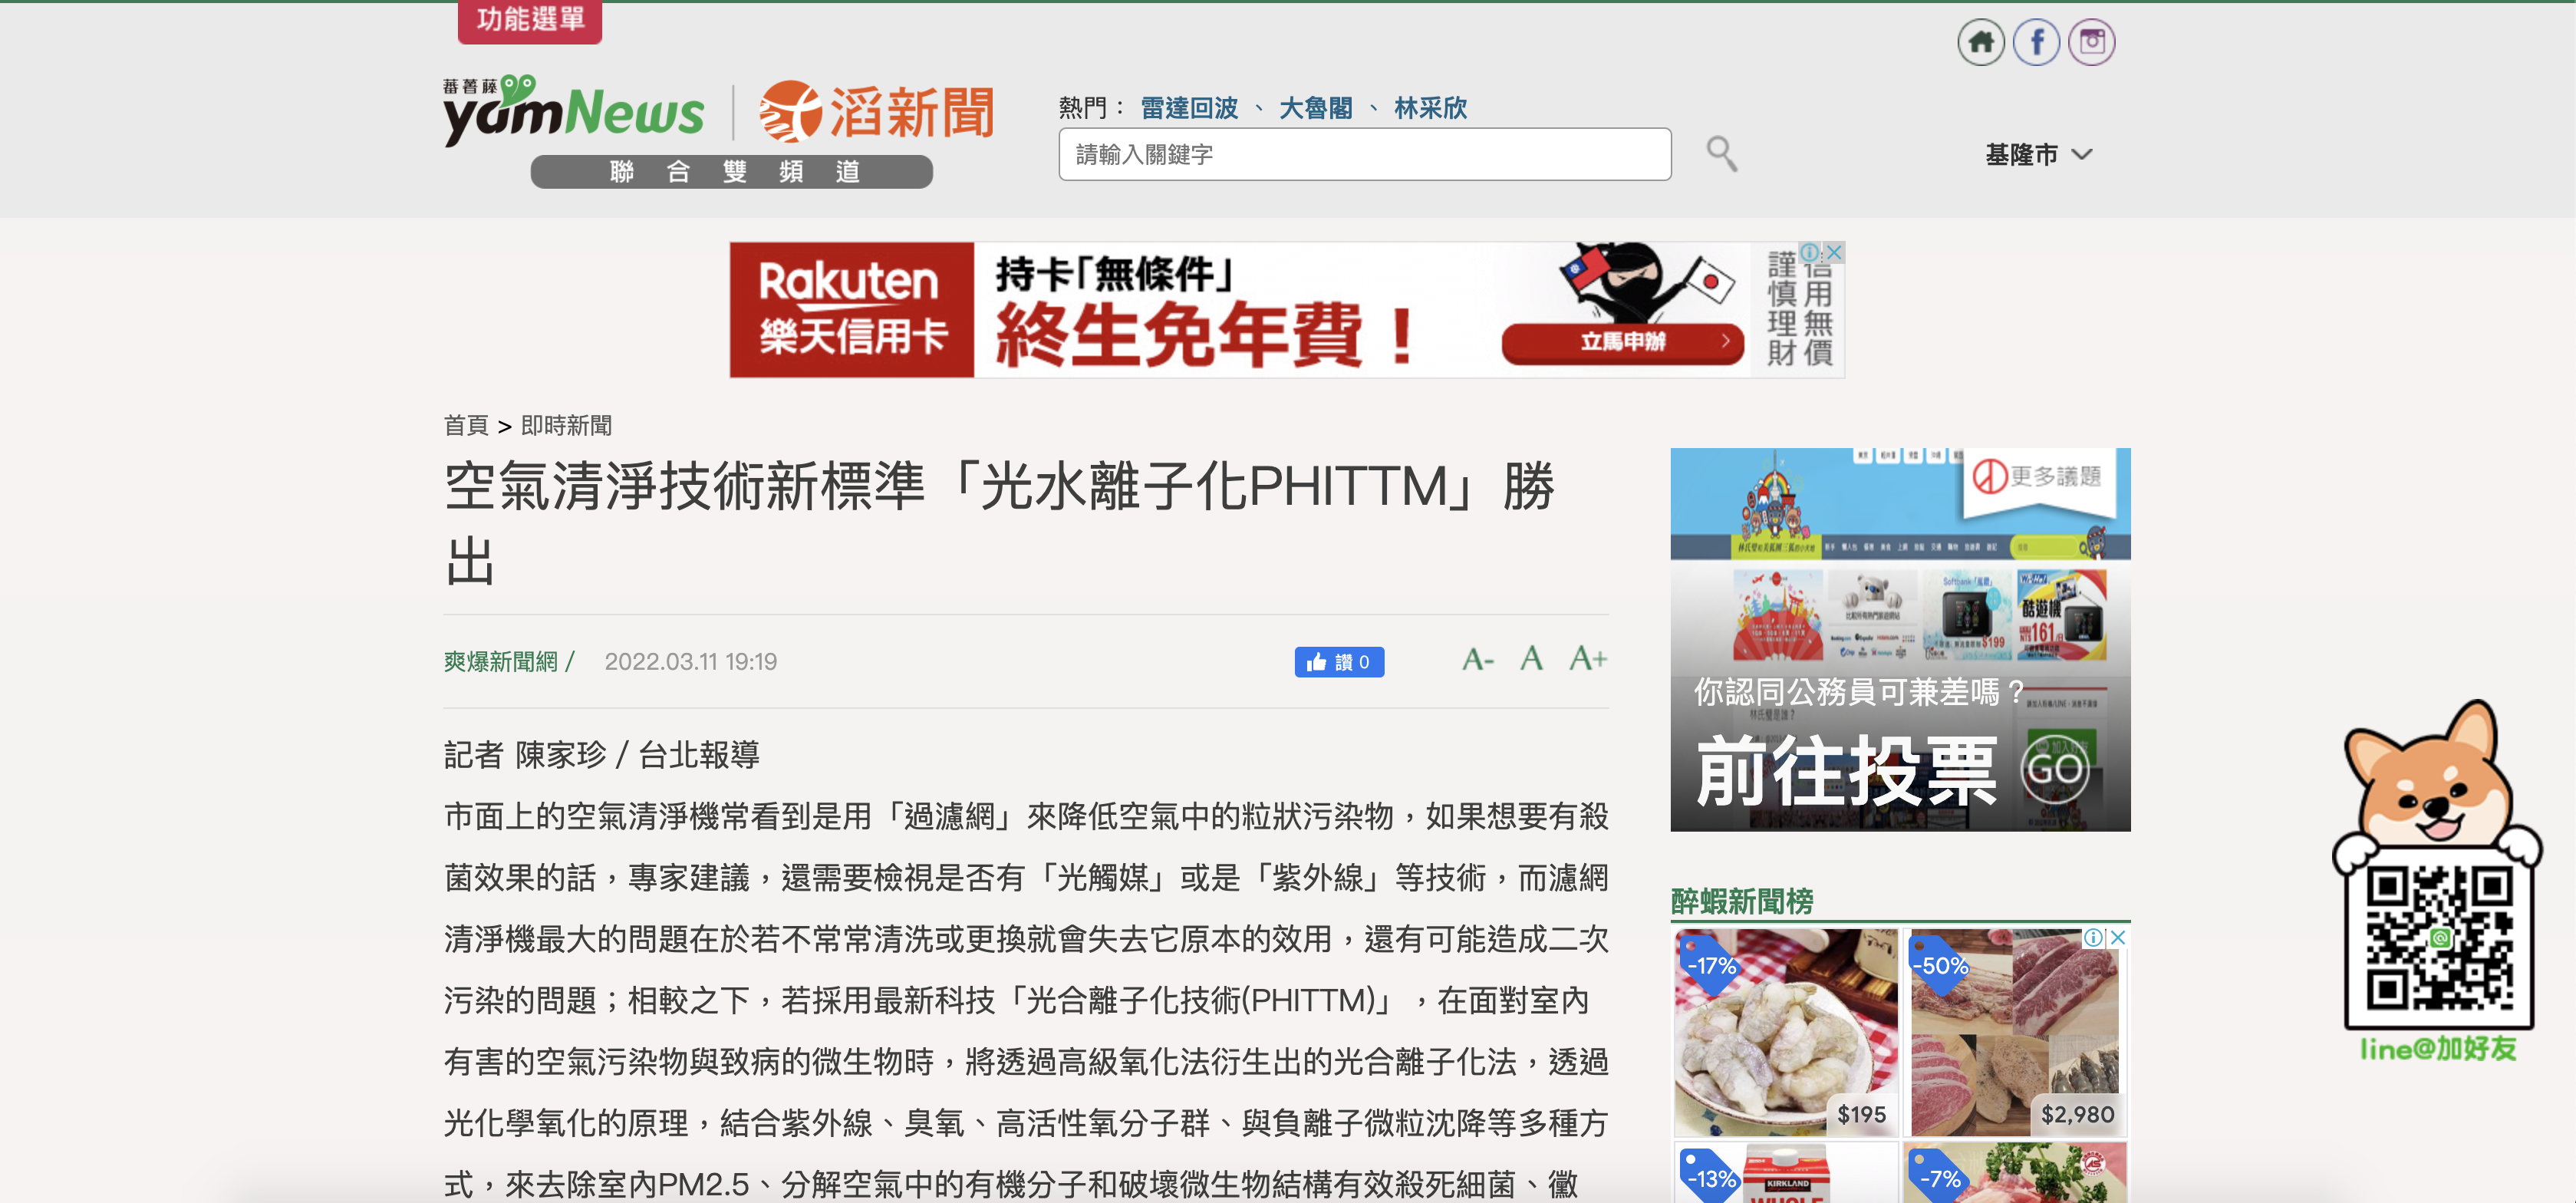 功能選單
蕃薯藤
yamNews
滔新聞
聯合雙頻道
熱門： 雷達回波 、 大魯閣 、 林采欣
請輸入關鍵字
基隆市
Rakuten
樂天信用卡
持卡「無條件」
終生免年費！
立馬申辦
謹慎理財
信用無價
首頁 > 即時新聞
空氣清淨技術新標準「光水離子化PHITTM」勝
出
爽爆新聞網 /
2022.03.11 19:19
讚 0
A- A A+
記者 陳家珍 / 台北報導
市面上的空氣清淨機常看到是用「過濾網」來降低空氣中的粒狀污染物，如果想要有殺
菌效果的話，專家建議，還需要檢視是否有「光觸媒」或是「紫外線」等技術，而濾網
清淨機最大的問題在於若不常常清洗或更換就會失去它原本的效用，還有可能造成二次
污染的問題；相較之下，若採用最新科技「光合離子化技術(PHITTM)」，在面對室內
有害的空氣污染物與致病的微生物時，將透過高級氧化法衍生出的光合離子化法，透過
光化學氧化的原理，結合紫外線、臭氧、高活性氧分子群、與負離子微粒沈降等多種方
式，來去除室內PM2.5、分解空氣中的有機分子和破壞微生物結構有效殺死細菌、黴
更多議題
Softbank
$199
酷遊機
161
你認同公務員可兼差嗎？
前往投票
GO
醉蝦新聞榜
-17%
$195
-50%
$2,980
-13%
KIRKLAND
WHOLE
-7%
line@加好友